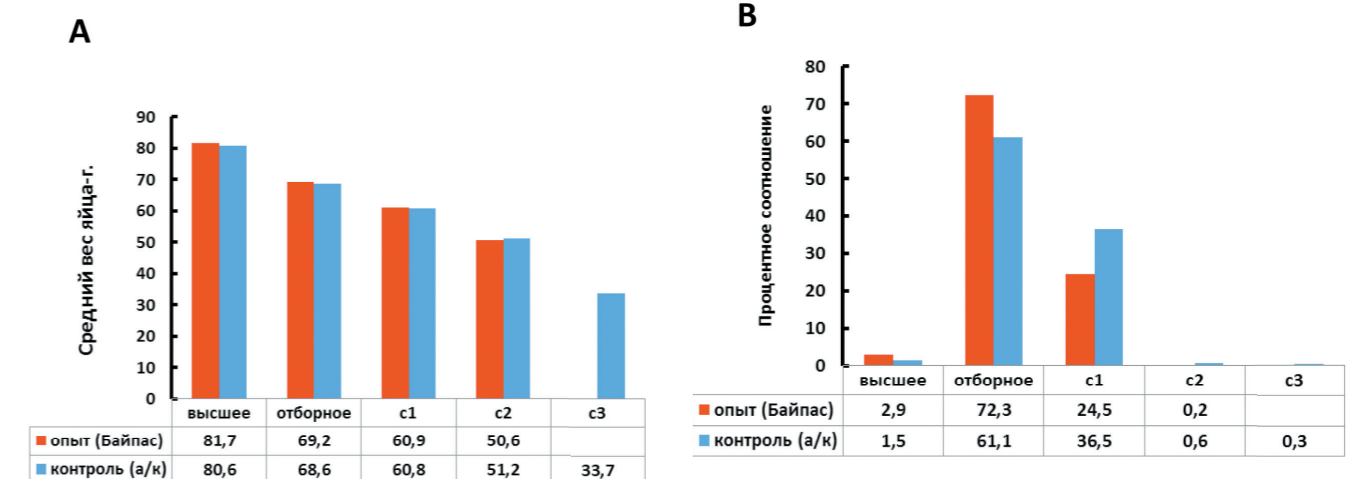 A
Средний вес яйца-г.
90
80
70
60
50
40
30
20
10
0
высшее отборное с1 с2 с3
опыт (Байпас) 81,7 69,2 60,9 50,6
контроль (а/к) 80,6 68,6 60,8 51,2 33,7
B
Процентное соотношение
80
70
60
50
40
30
20
10
0
высшее отборное с1 с2 с3
опыт (Байпас) 2,9 72,3 24,5 0,2
контроль (а/к) 1,5 61,1 36,5 0,6 0,3